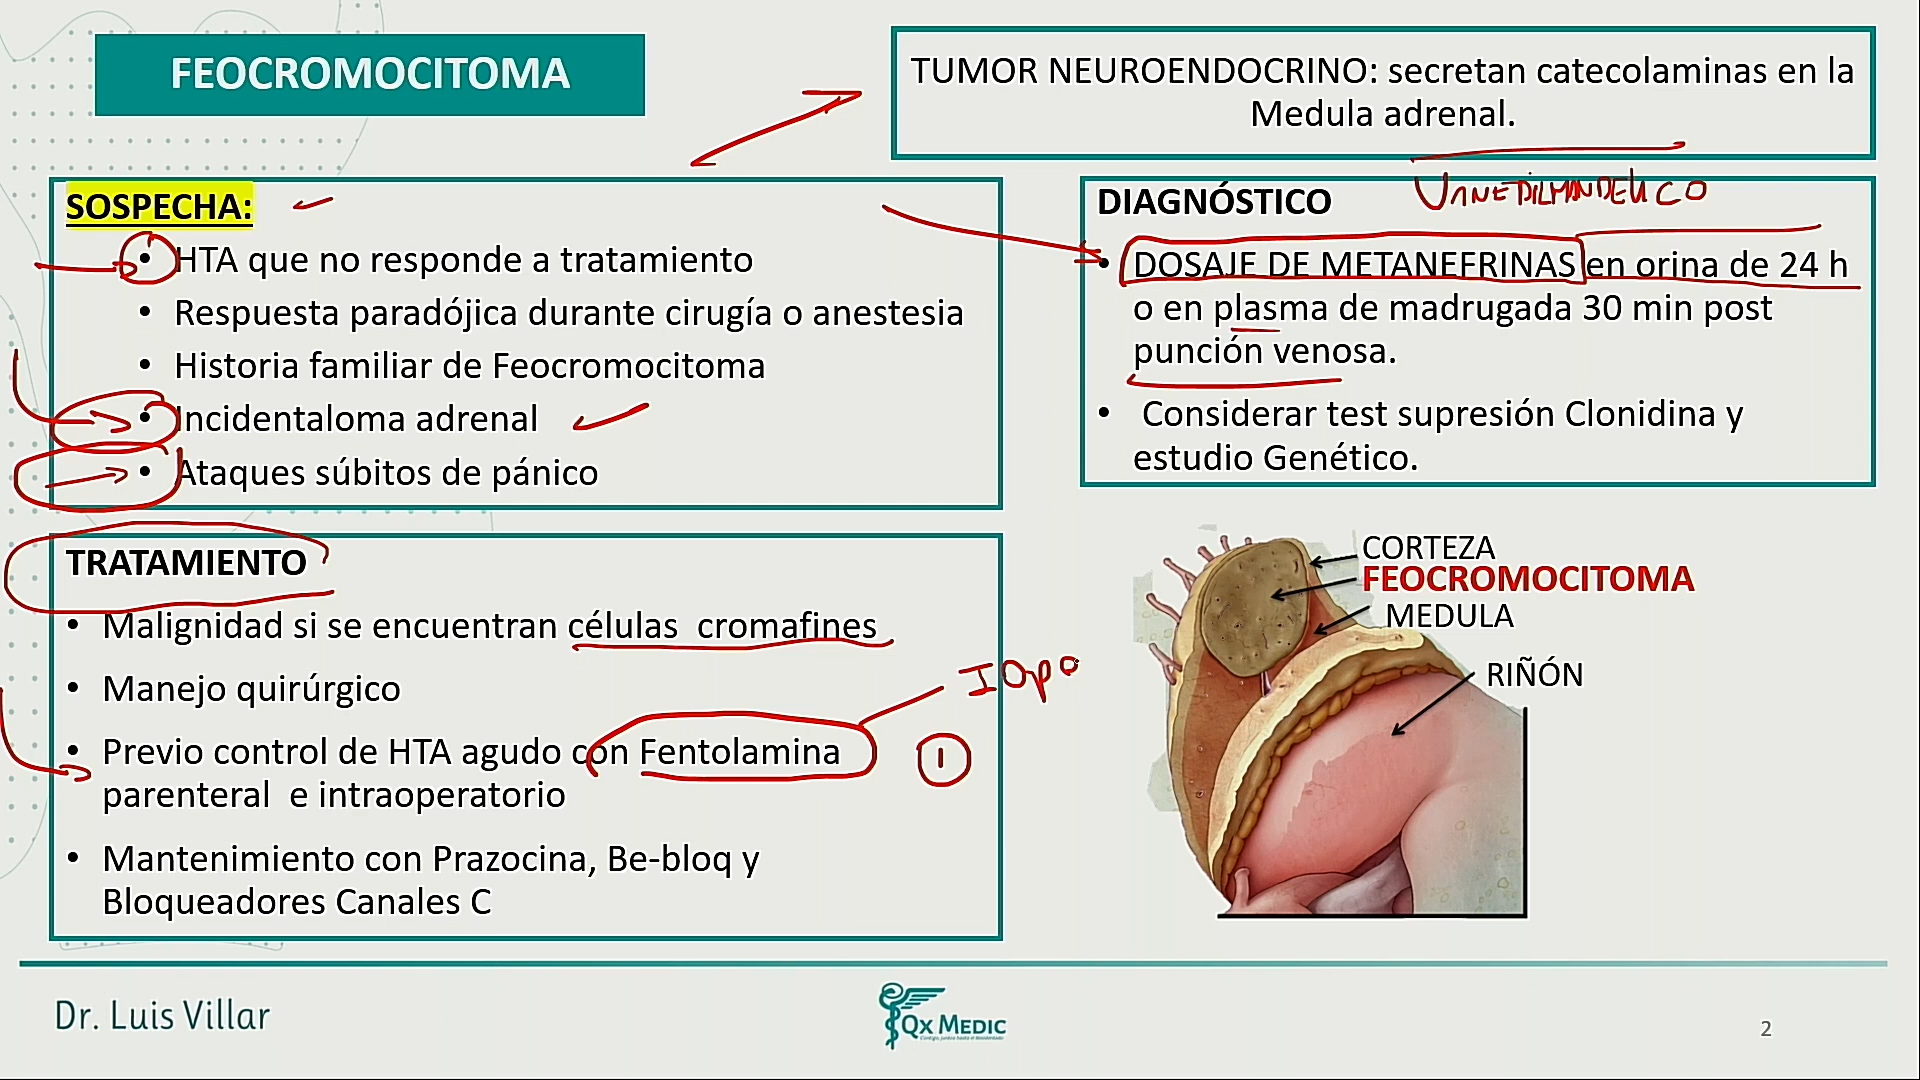 FEOCROMOCITOMA
TUMOR NEUROENDOCRINO: secretan catecolaminas en la
Medula adrenal.
SOSPECHA:
• HTA que no responde a tratamiento
• Respuesta paradójica durante cirugía o anestesia
• Historia familiar de Feocromocitoma
• Incidentaloma adrenal
• Ataques súbitos de pánico
DIAGNÓSTICO
• DOSAJE DE METANEFRINAS en orina de 24 h
o en plasma de madrugada 30 min post
punción venosa.
• Considerar test supresión Clonidina y
estudio Genético.
TRATAMIENTO
• Malignidad si se encuentran células cromafines
• Manejo quirúrgico
• Previo control de HTA agudo con Fentolamina
parenteral e intraoperatorio
1
• Mantenimiento con Prazocina, Be-bloq y
Bloqueadores Canales C
CORTEZA
FEOCROMOCITOMA
MEDULA
RIÑÓN
Dr. Luis Villar
QX MEDIC
2